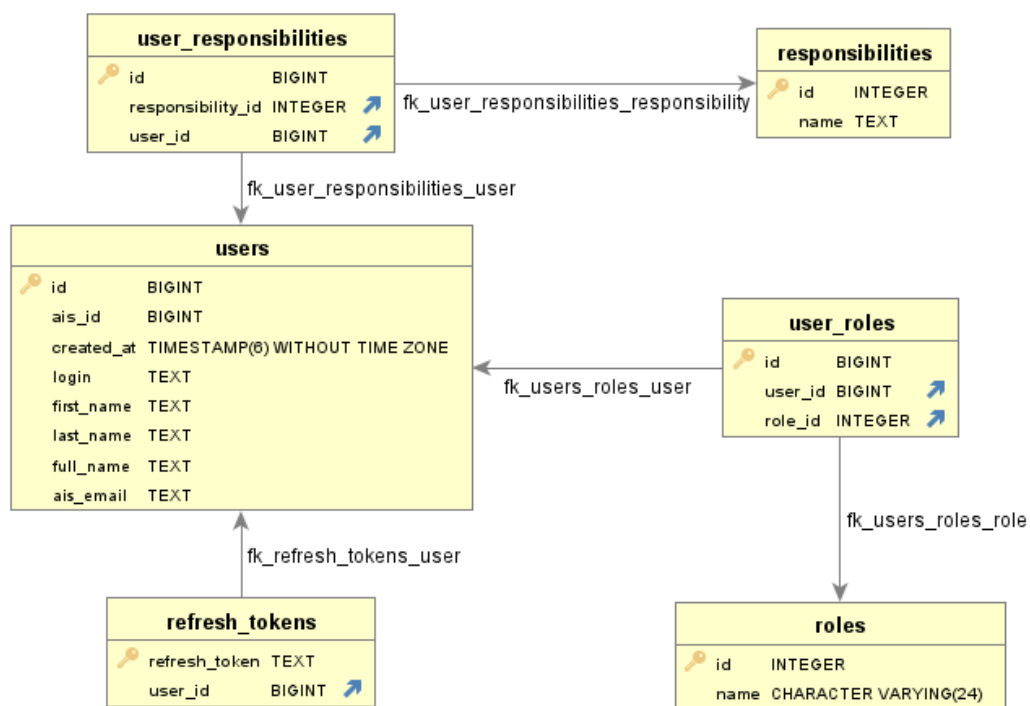 user_responsibilities
id BIGINT
responsibility_id INTEGER
user_id BIGINT
fk_user_responsibilities_responsibility
responsibilities
id INTEGER
name TEXT
fk_user_responsibilities_user
users
id BIGINT
ais_id BIGINT
created_at TIMESTAMP(6) WITHOUT TIME ZONE
login TEXT
first_name TEXT
last_name TEXT
full_name TEXT
ais_email TEXT
fk_users_roles_user
user_roles
id BIGINT
user_id BIGINT
role_id INTEGER
fk_users_roles_role
fk_refresh_tokens_user
refresh_tokens
refresh_token TEXT
user_id BIGINT
roles
id INTEGER
name CHARACTER VARYING(24)